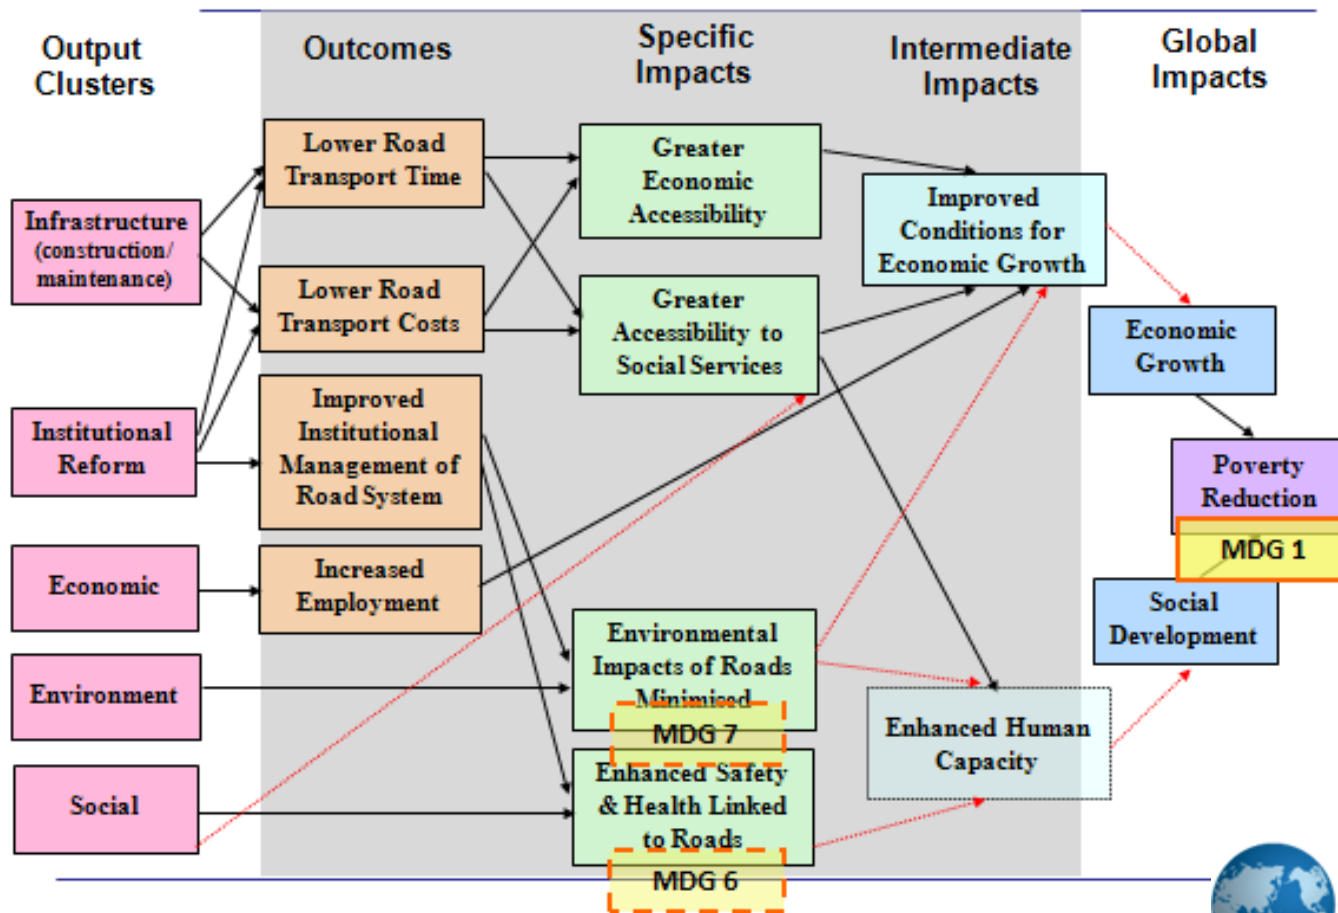 Output
Clusters
Outcomes
Specific
Impacts
Intermediate
Impacts
Global
Impacts
Infrastructure
(construction/
maintenance)
Institutional
Reform
Economic
Environment
Social
Lower Road
Transport Time
Lower Road
Transport Costs
Improved
Institutional
Management of
Road System
Increased
Employment
Greater
Economic
Accessibility
Greater
Accessibility to
Social Services
Environmental
Impacts of Roads
Minimised
MDG 7
Enhanced Safety
& Health Linked
to Roads
MDG 6
Improved
Conditions for
Economic Growth
Enhanced Human
Capacity
Economic
Growth
Poverty
Reduction
MDG 1
Social
Development